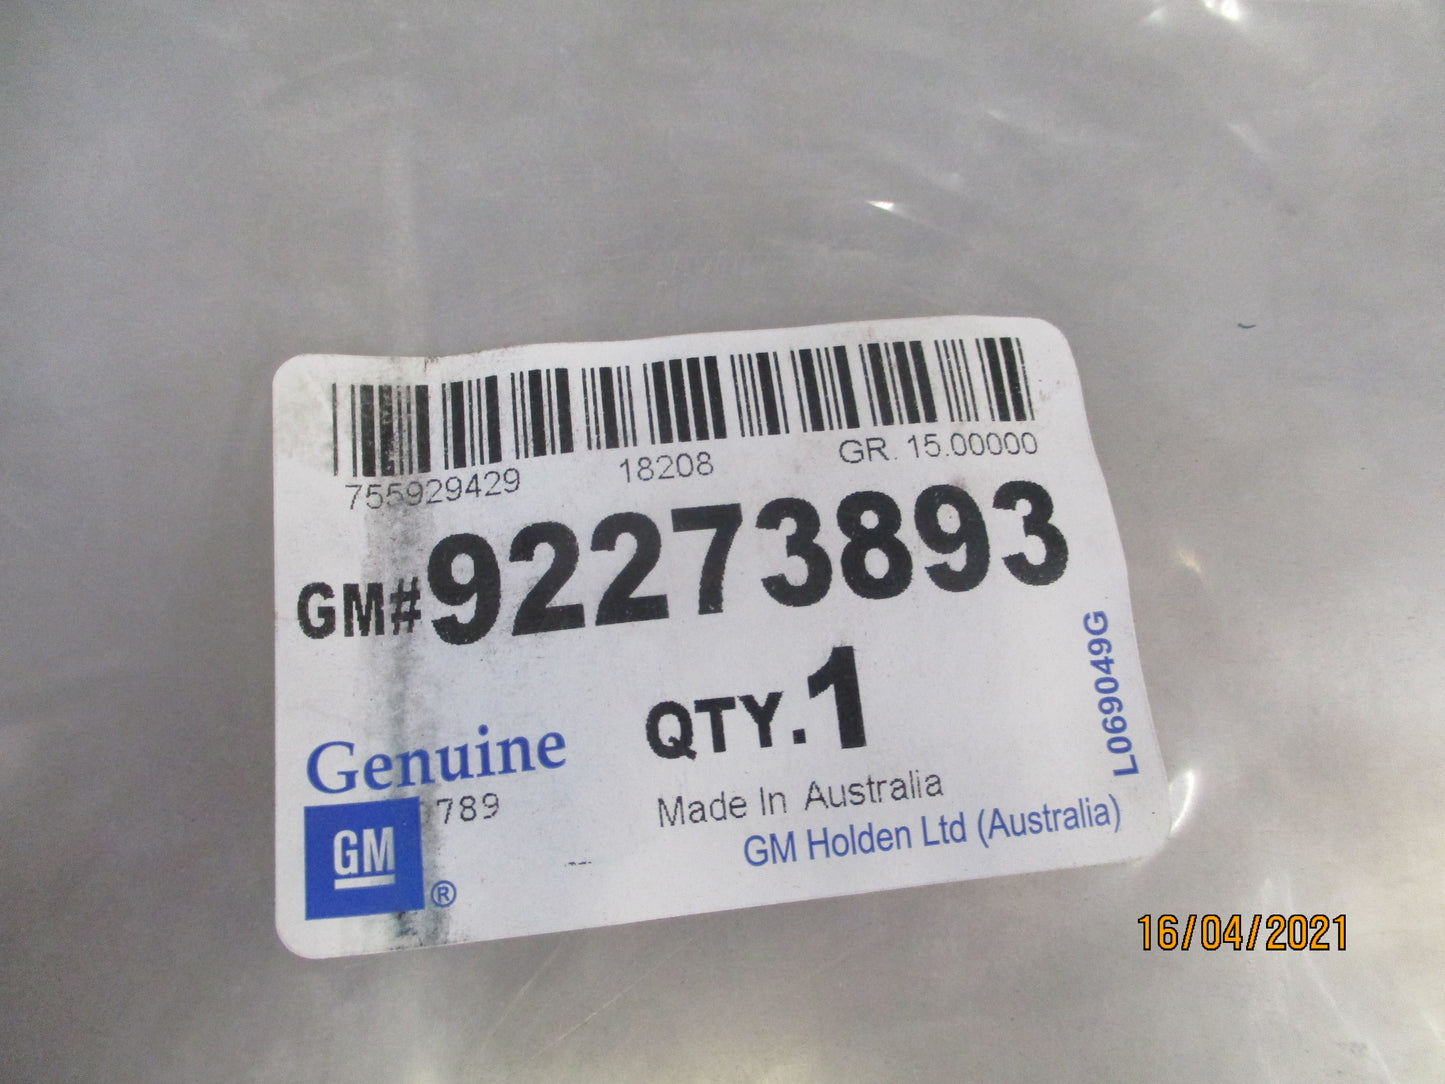 755929429 18208 GR. 15.00000
GM# 92273893
QTY. 1
L069049G
Genuine
789
Made In Australia
GM Holden Ltd (Australia)
GM ®
16/04/2021